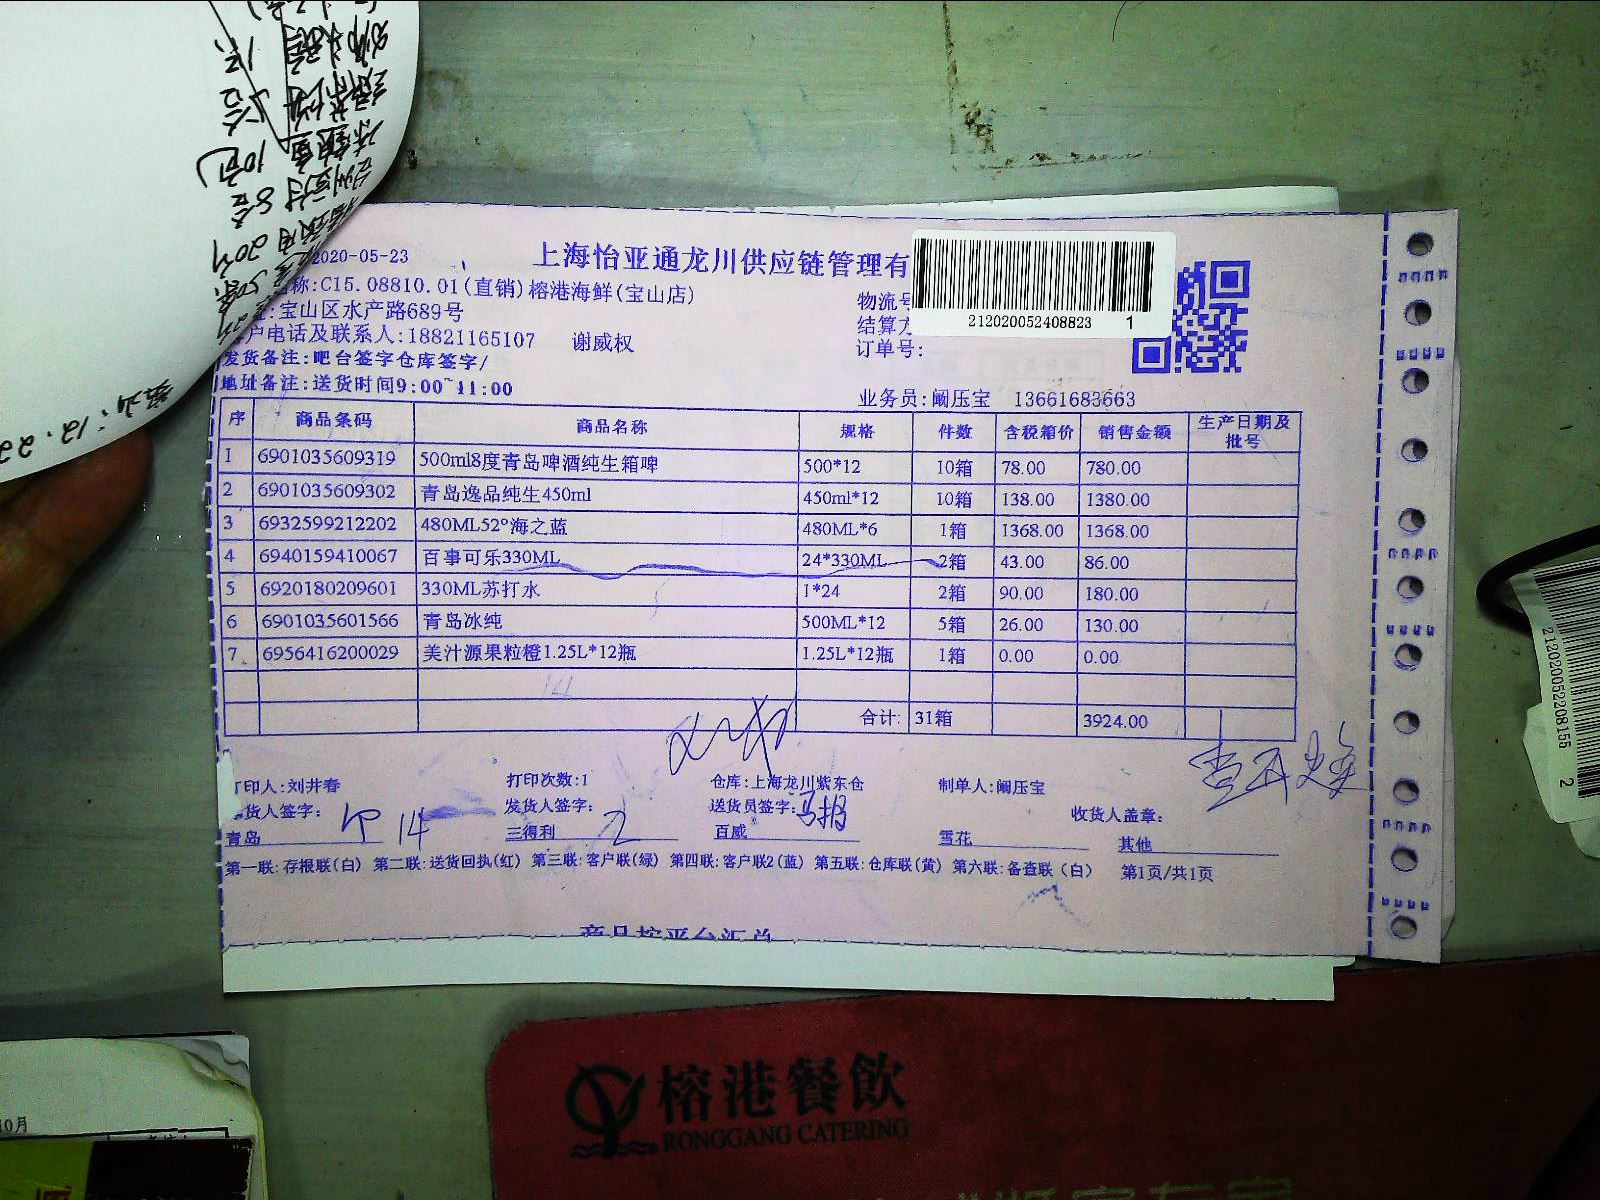 2020-05-23
上海怡亚通龙川供应链管理有
称:C15.08810.01(直销)榕港海鲜(宝山店)
:宝山区水产路689号
户电话及联系人:18821165107 谢威权
发货备注:吧台签字仓库签字/
地址备注:送货时间9:00~11:00
物流号
结算方
订单号:
212020052408823 1
业务员:阚压宝 13661683663
序 商品条码 商品名称 规格 件数 含税箱价 销售金额 生产日期及批号
1 6901035609319 500ml8度青岛啤酒纯生箱啤 500*12 10箱 78.00 780.00
2 6901035609302 青岛逸品纯生450ml 450ml*12 10箱 138.00 1380.00
3 6932599212202 480ML52°海之蓝 480ML*6 1箱 1368.00 1368.00
4 6940159410067 百事可乐330ML 24*330ML 2箱 43.00 86.00
5 6920180209601 330ML苏打水 1*24 2箱 90.00 180.00
6 6901035601566 青岛冰纯 500ML*12 5箱 26.00 130.00
7 6956416200029 美汁源果粒橙1.25L*12瓶 1.25L*12瓶 1箱 0.00 0.00
合计: 31箱 3924.00
打印人:刘井春 打印次数:1 仓库:上海龙川紫东仓 制单人:阚压宝
货人签字: 发货人签字: 送货员签字: 收货人盖章:
青岛 14 三得利 2 百威 雪花 其他
第一联:存根联(白) 第二联:送货回执(红) 第三联:客户联(绿) 第四联:客户联2(蓝) 第五联:仓库联(黄) 第六联:备查联(白) 第1页/共1页
商品按平台汇总
212020052208155 2
榕港餐飲
RONGGANG CATERING
10月